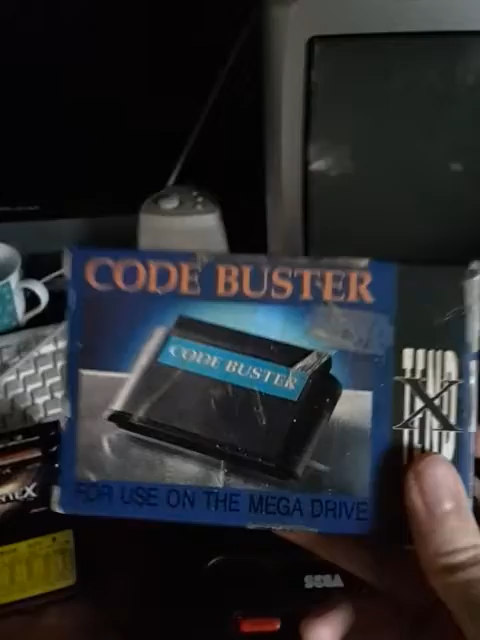 CODE BUSTER
CODE BUSTER
X
FOR USE ON THE MEGA DRIVE
SEGA